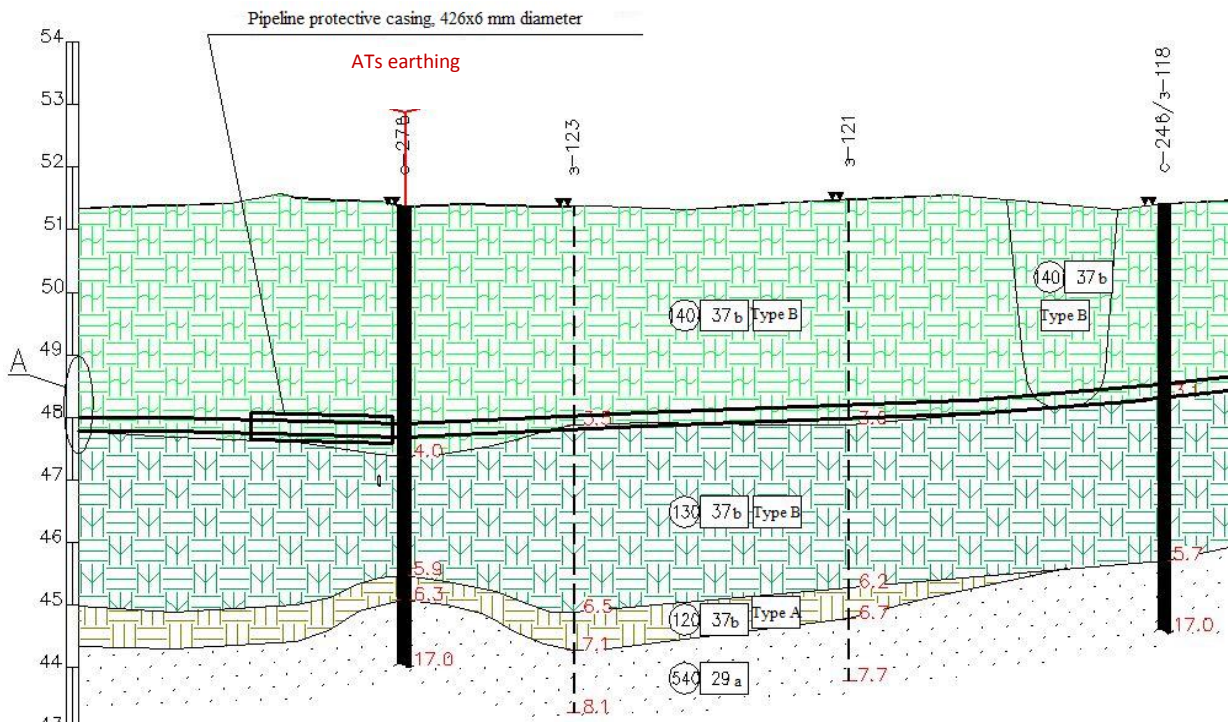 Pipeline protective casing, 426x6 mm diameter
ATs earthing
54
53
52
51
50
49
48
47
46
45
44
A
с-278
э-123
э-121
с-246/э-118
140 37b Type B
140 37b
Type B
3.5
3.6
3.1
4.0
130 37b Type B
5.9
6.3
6.5
7.1
6.2
6.7
5.7
120 37b Type A
540 29a
17.0
8.1
7.7
17.0